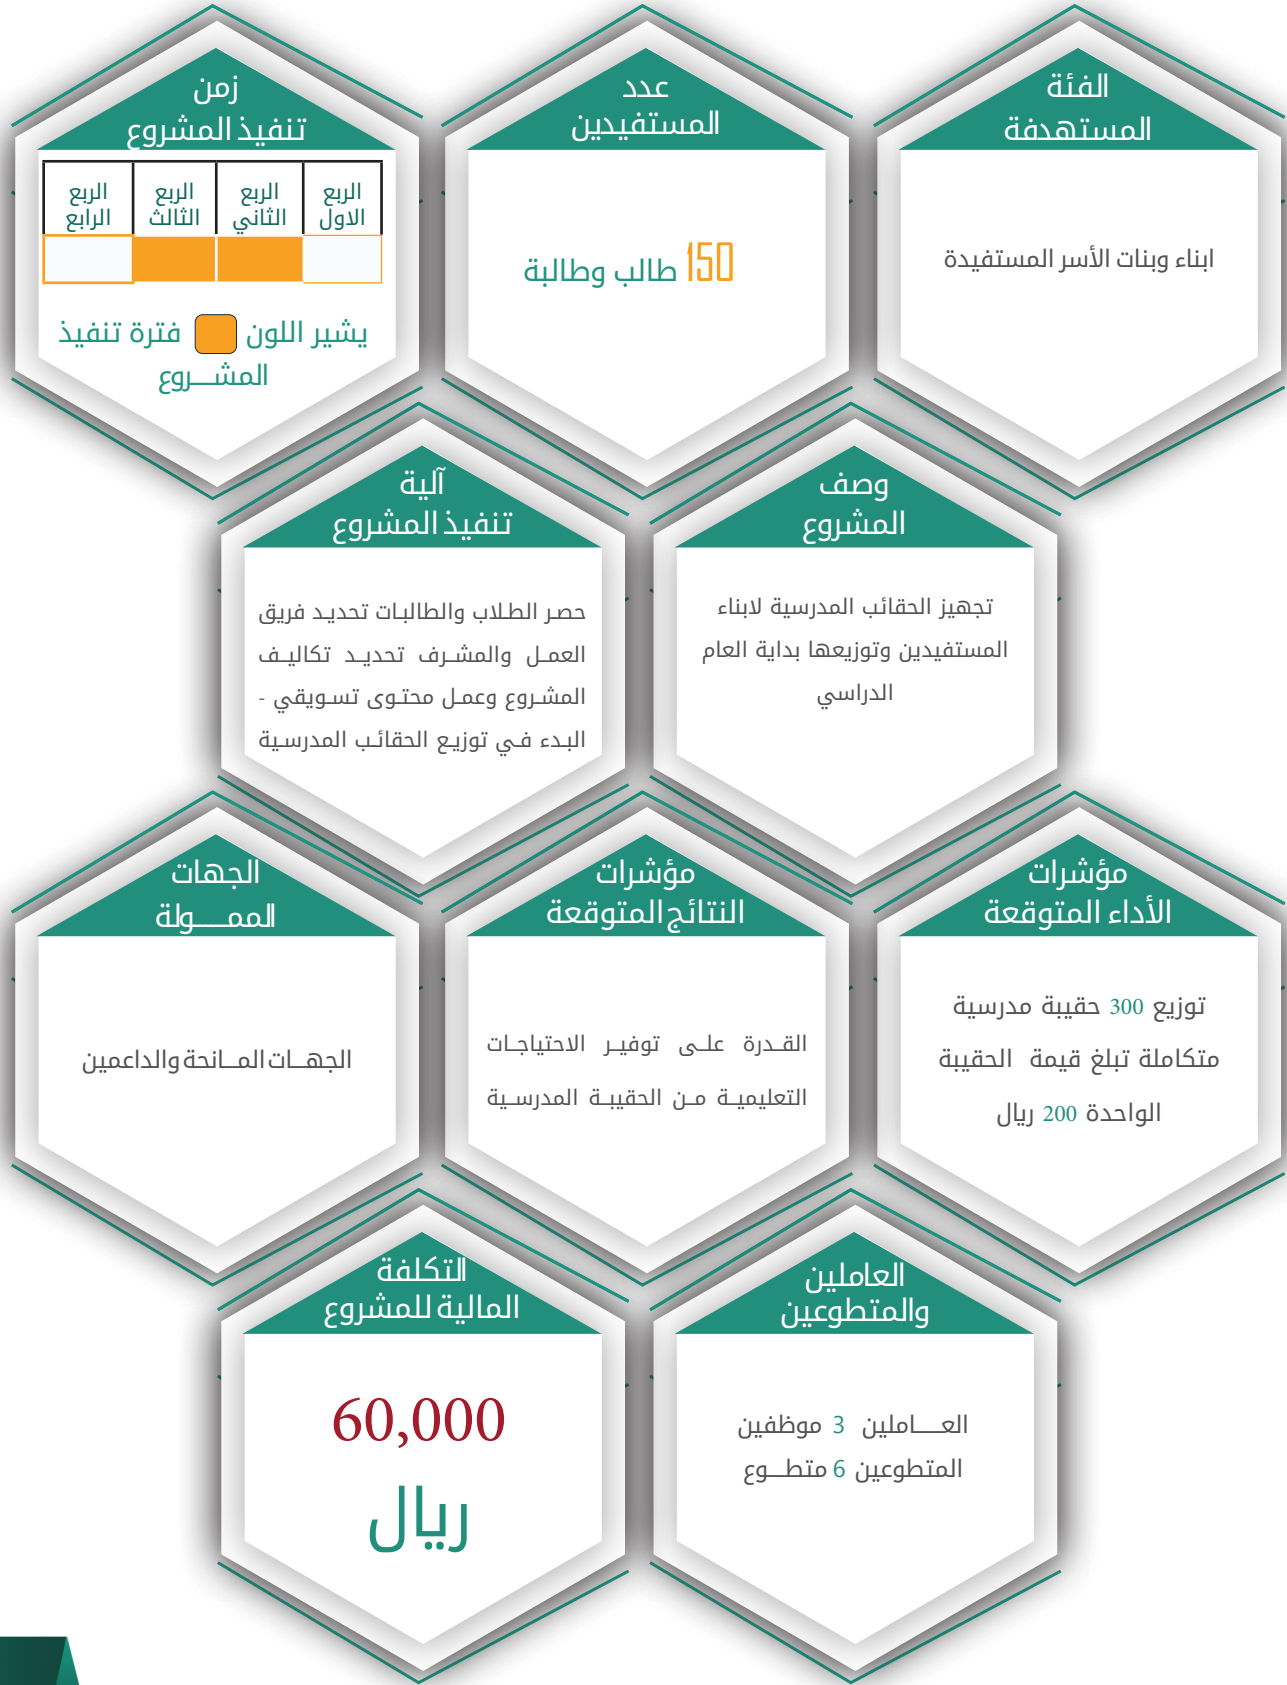 الفئة
المستهدفة
ابناء وبنات الأسر المستفيدة
عدد
المستفيدين
150 طالب وطالبة
زمن
تنفيذ المشروع
الربع الربع الربع الربع
الاول الثاني الثالث الرابع
يشير اللون فترة تنفيذ
المشـــروع
وصف
المشروع
تجهيز الحقائب المدرسية لابناء
المستفيدين وتوزيعها بداية العام
الدراسي
آلية
تنفيذ المشروع
حصر الطلاب والطالبات تحديد فريق
العمل والمشرف تحديد تكاليف
المشروع وعمل محتوى تسويقي -
البدء في توزيع الحقائب المدرسية
مؤشرات
الأداء المتوقعة
توزيع 300 حقيبة مدرسية
متكاملة تبلغ قيمة الحقيبة
الواحدة 200 ريال
مؤشرات
النتائج المتوقعة
القدرة على توفير الاحتياجات
التعليمية من الحقيبة المدرسية
الجهات
الممـــولة
الجهــات المــانحة والداعمين
العاملين
والمتطوعين
العـــاملين 3 موظفين
المتطوعين 6 متطــوع
التكلفة
المالية للمشروع
60,000
ريال